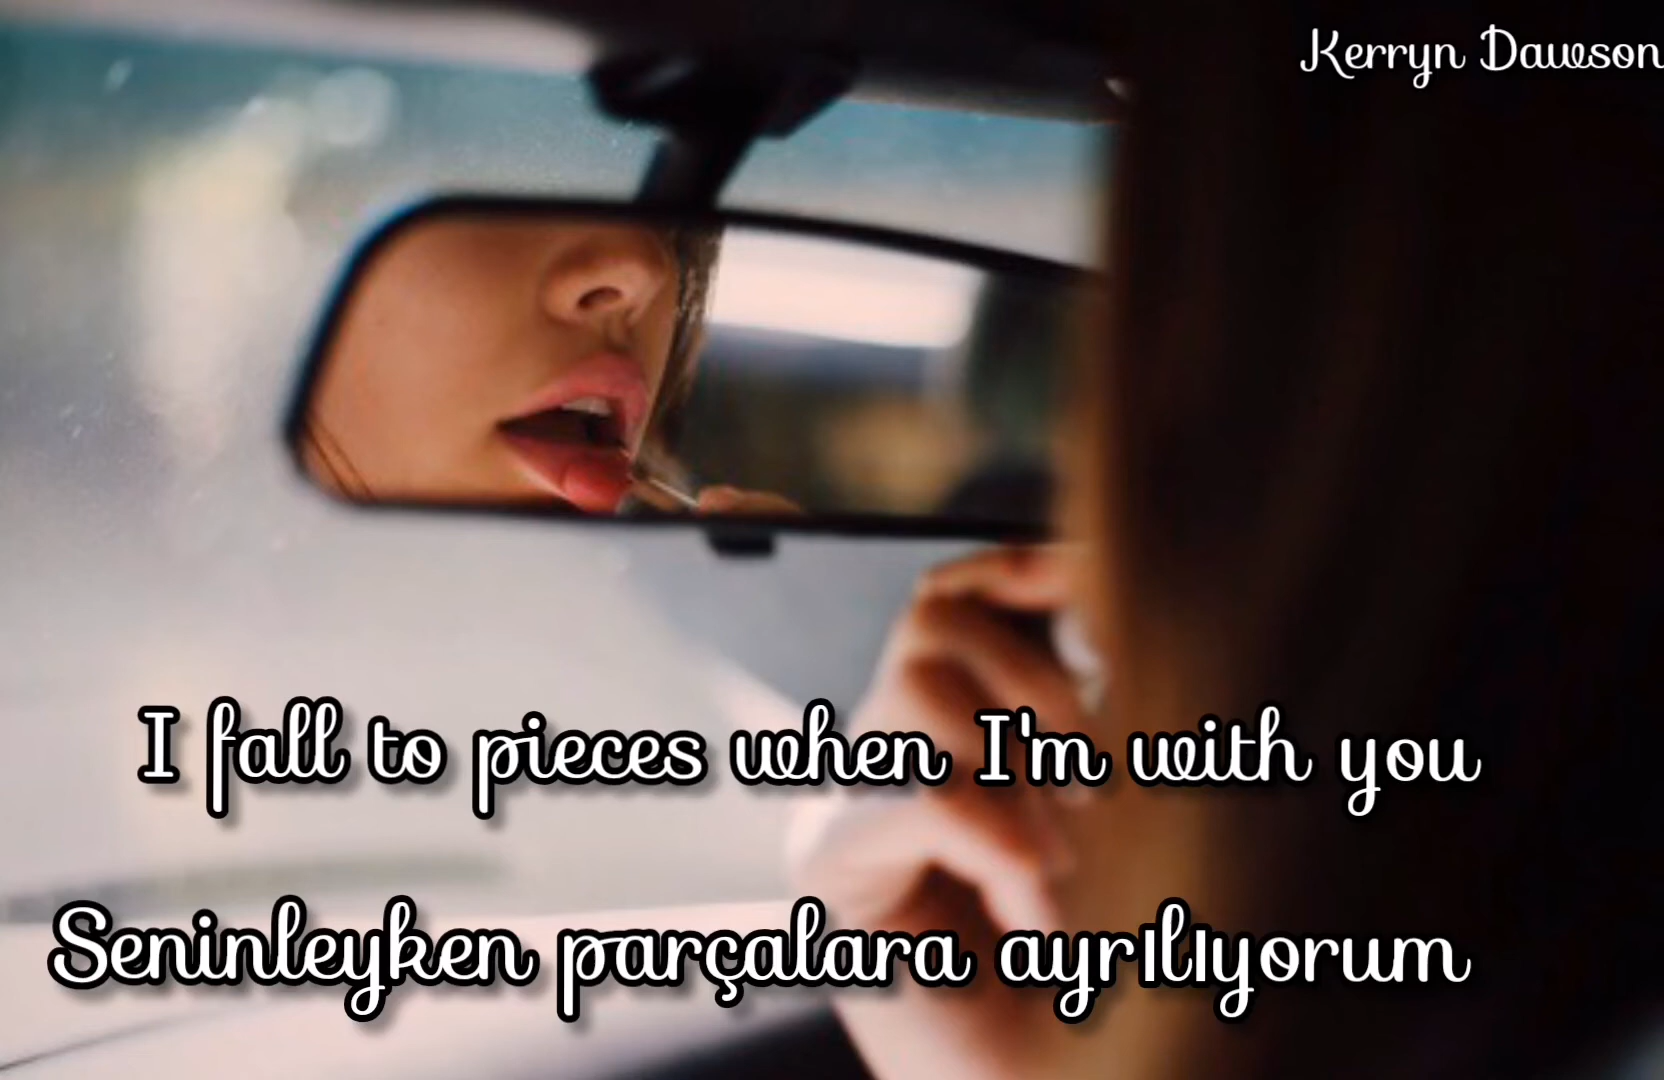 Kerryn Dawson
I fall to pieces when I'm with you
Seninleyken parçalara ayrılıyorum